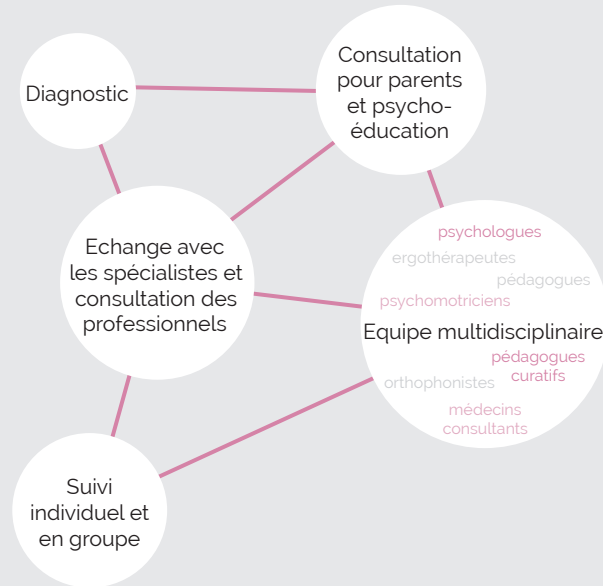 Diagnostic
Consultation
pour parents
et psycho-
éducation
Echange avec
les spécialistes et
consultation des
professionnels
psychologues
ergothérapeutes
pédagogues
psychomotriciens
Equipe multidisciplinaire
pédagogues
curatifs
orthophonistes
médecins
consultants
Suivi
individuel et
en groupe